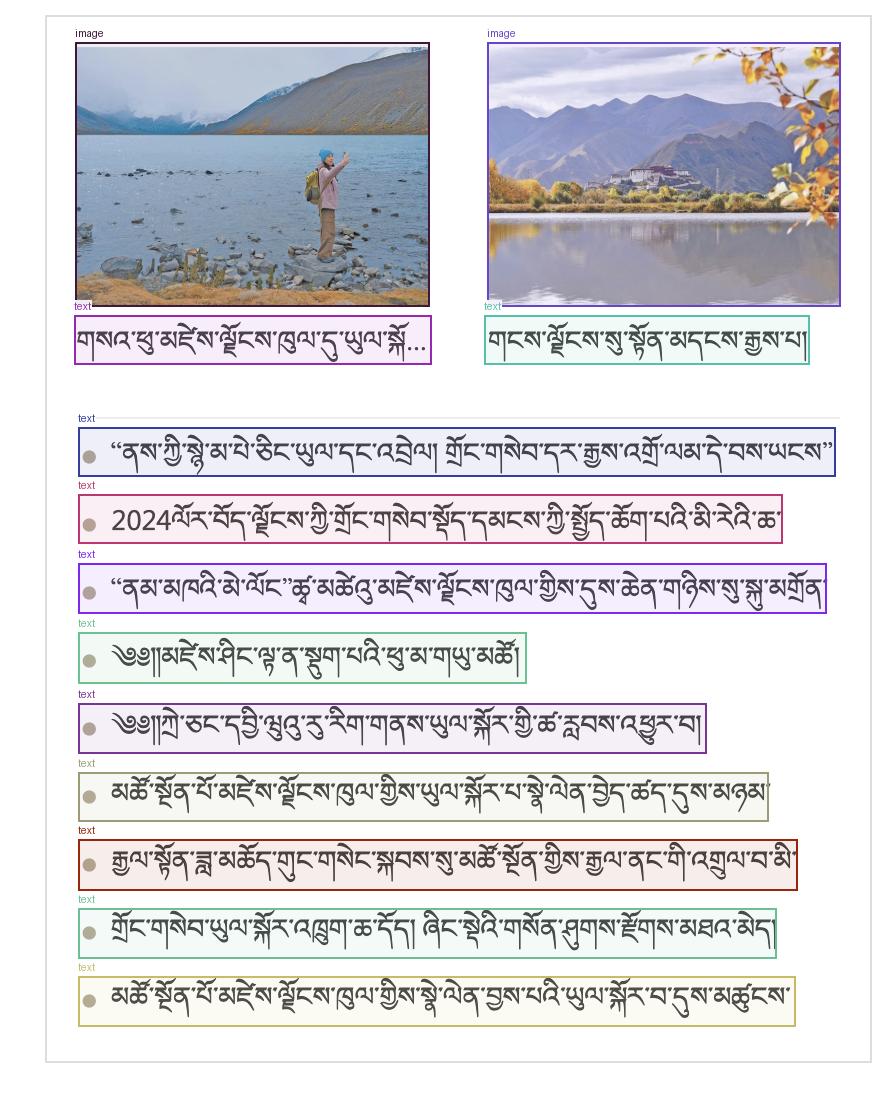 image
image
text
གསའ་ཕུ་མཛེས་ལྗོངས་ཁུལ་དུ་ཡུལ་སྐོ...
text
གངས་ལྗོངས་སུ་སྟོན་མདངས་རྒྱས་པ།
text
“ནས་ཀྱི་སྙེ་མ་པེ་ཅིང་ཡུལ་དང་འབྲེལ། གྲོང་གསེབ་དར་རྒྱས་འགྲོ་ལམ་དེ་བས་ཡངས”
text
2024ལོར་བོད་ལྗོངས་ཀྱི་གྲོང་གསེབ་སྡོད་དམངས་ཀྱི་སྤྱོད་ཆོག་པའི་མི་རེའི་ཆ་
text
“ནམ་མཁའི་མེ་ལོང”ཚྭ་མཚེའུ་མཛེས་ལྗོངས་ཁུལ་གྱིས་དུས་ཆེན་གཉིས་སུ་སྐུ་མགྲོན་
text
༄༅།།མཛེས་ཤིང་ལྟ་ན་སྡུག་པའི་ཕུ་མ་གཡུ་མཚོ།
text
༄༅།།ཀྲེ་ཅང་དབྱི་ཝུའུ་རུ་རིག་གནས་ཡུལ་སྐོར་གྱི་ཚ་རླབས་འཕྱུར་བ།
text
མཚོ་སྔོན་པོ་མཛེས་ལྗོངས་ཁུལ་གྱིས་ཡུལ་སྐོར་པ་སྣེ་ལེན་བྱེད་ཚད་དུས་མཉམ་
text
རྒྱལ་སྟོན་ཟླ་མཆོད་གུང་གསེང་སྐབས་སུ་མཚོ་སྔོན་གྱིས་རྒྱལ་ནང་གི་འགྲུལ་བ་མི་
text
གྲོང་གསེབ་ཡུལ་སྐོར་འཁྲུག་ཆ་དོད། ཞིང་སྡེའི་གསོན་ཤུགས་རྫོགས་མཐའ་མེད།
text
མཚོ་སྔོན་པོ་མཛེས་ལྗོངས་ཁུལ་གྱིས་སྣེ་ལེན་བྱས་པའི་ཡུལ་སྐོར་བ་དུས་མཚུངས་